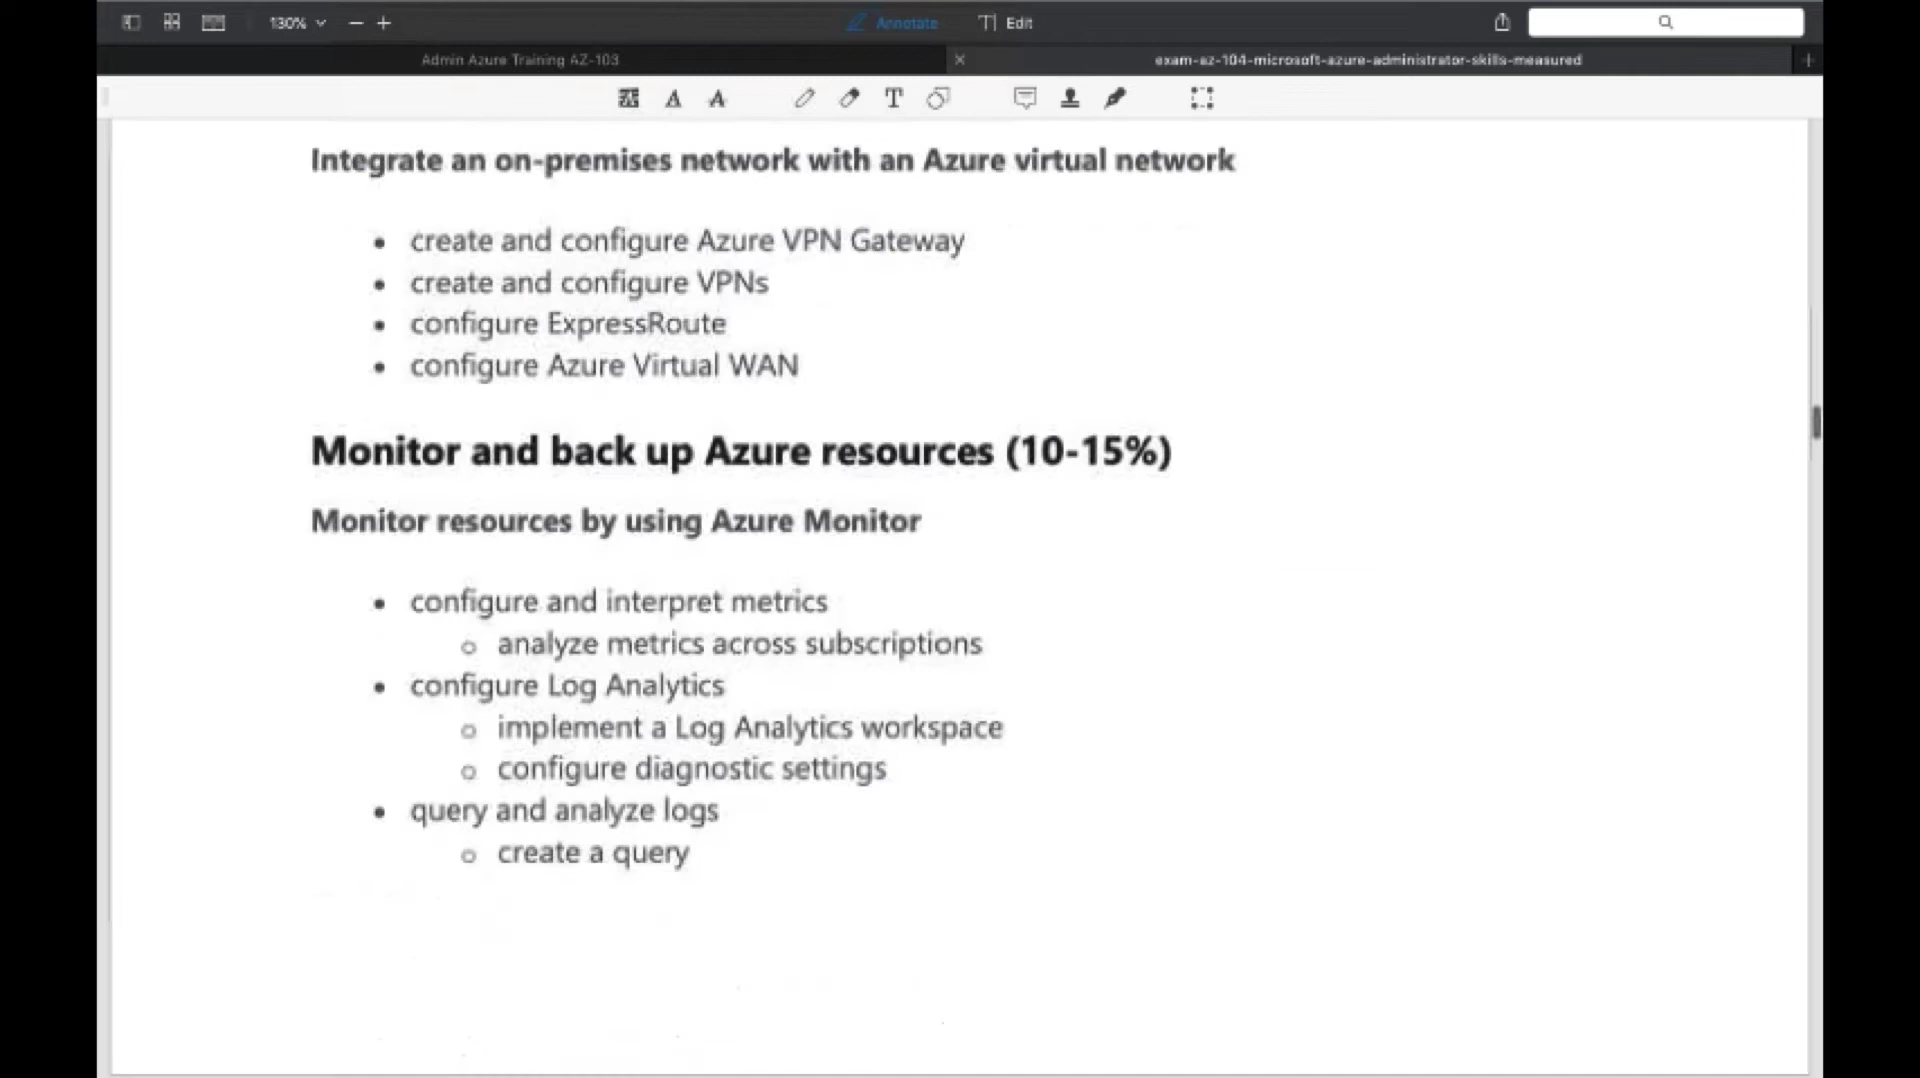 130%
Annotate
Edit
Admin Azure Training AZ-103
exam-az-104-microsoft-azure-administrator-skills-measured
Integrate an on-premises network with an Azure virtual network
• create and configure Azure VPN Gateway
• create and configure VPNs
• configure ExpressRoute
• configure Azure Virtual WAN
Monitor and back up Azure resources (10-15%)
Monitor resources by using Azure Monitor
• configure and interpret metrics
o analyze metrics across subscriptions
• configure Log Analytics
o implement a Log Analytics workspace
o configure diagnostic settings
• query and analyze logs
o create a query